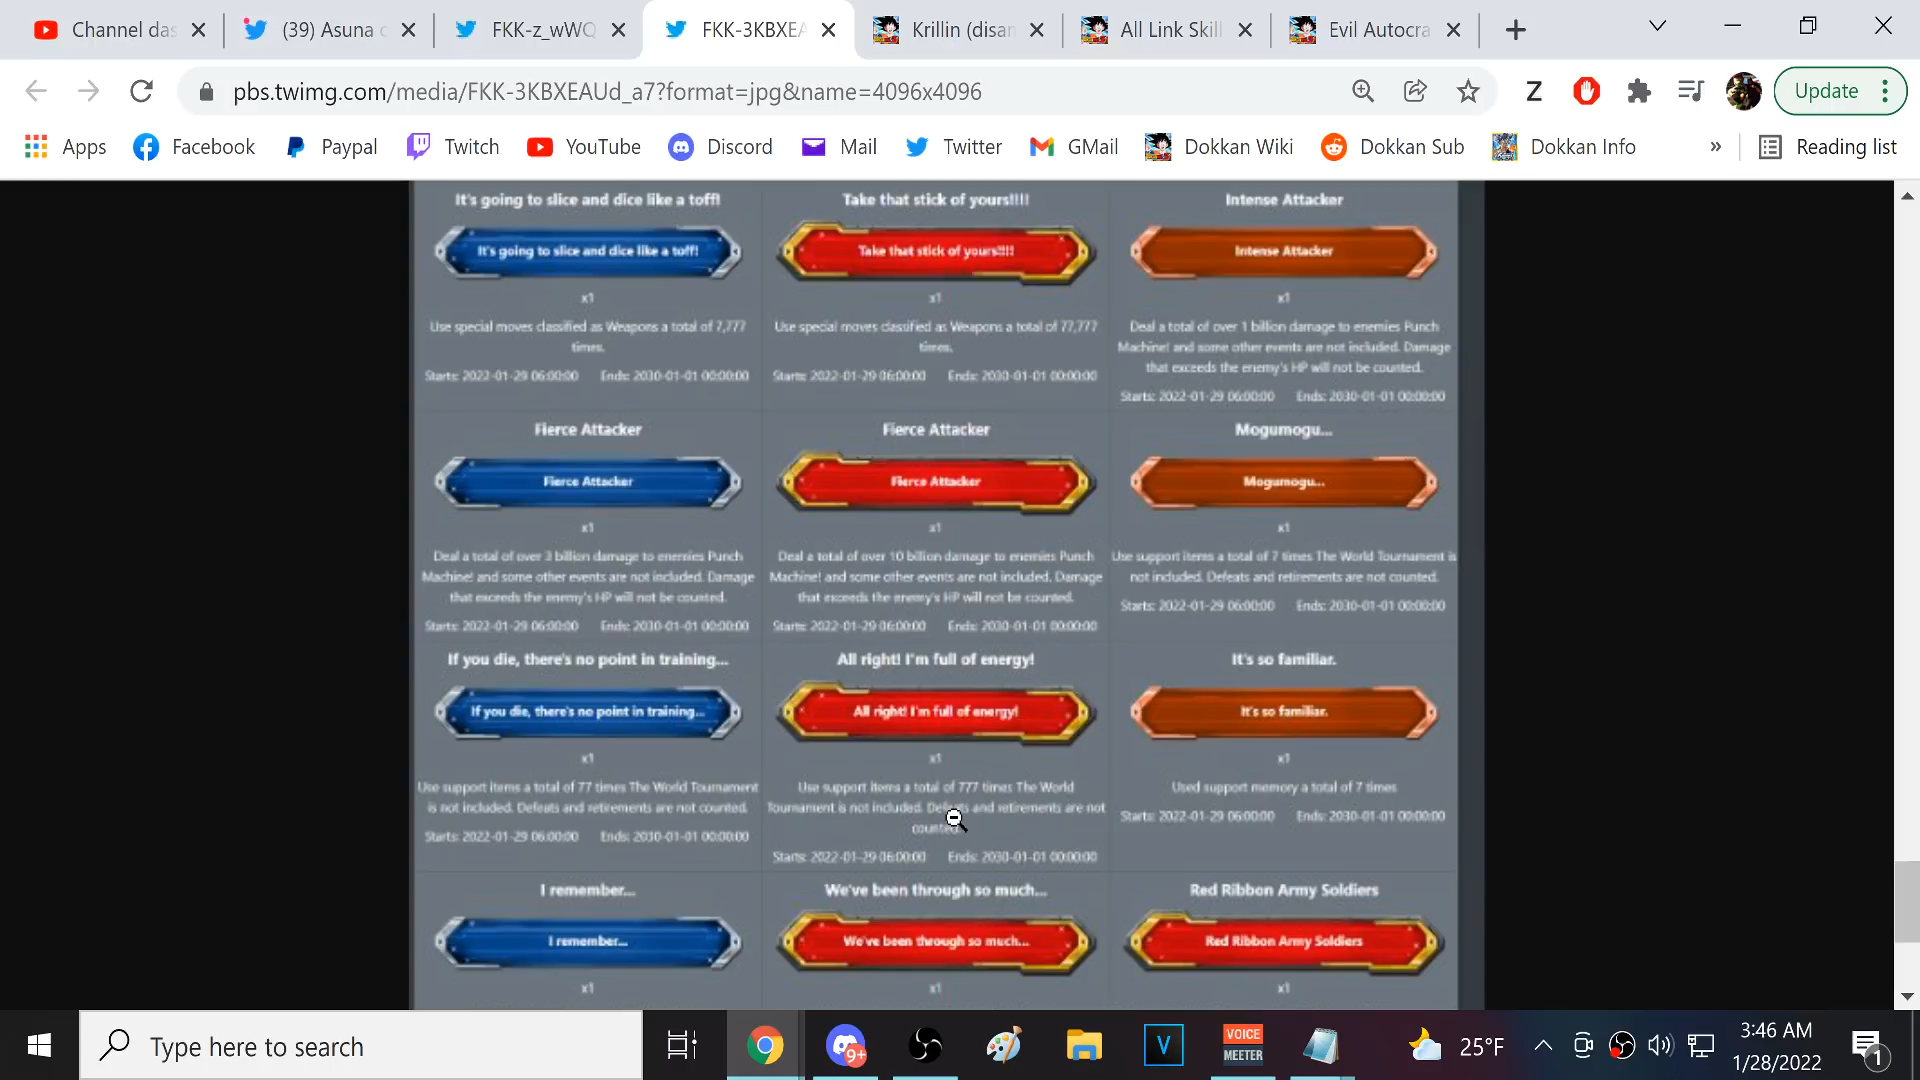 Channel das
(39) Asuna c
FKK-z_wWQ
FKK-3KBXEA
Krillin (disar
All Link Skill
Evil Autocra
pbs.twimg.com/media/FKK-3KBXEAUd_a7?format=jpg&name=4096x4096
Z
Update
Apps
Facebook
Paypal
Twitch
YouTube
Discord
Mail
Twitter
GMail
Dokkan Wiki
Dokkan Sub
Dokkan Info
»
Reading list
It's going to slice and dice like a toff!
Take that stick of yours!!!!
Intense Attacker
It's going to slice and dice like a toff!
Take that stick of yours!!!!
Intense Attacker
x1
x1
x1
Use special moves classified as Weapons a total of 7,777
times.
Starts: 2022-01-29 06:00:00 Ends: 2030-01-01 00:00:00
Use special moves classified as Weapons a total of 77,777
times.
Starts: 2022-01-29 06:00:00 Ends: 2030-01-01 00:00:00
Deal a total of over 1 billion damage to enemies Punch
Machine! and some other events are not included. Damage
that exceeds the enemy's HP will not be counted.
Starts: 2022-01-29 06:00:00 Ends: 2030-01-01 00:00:00
Fierce Attacker
Fierce Attacker
Mogumogu...
Fierce Attacker
Fierce Attacker
Mogumogu...
x1
x1
x1
Deal a total of over 3 billion damage to enemies Punch
Machine! and some other events are not included. Damage
that exceeds the enemy's HP will not be counted.
Starts: 2022-01-29 06:00:00 Ends: 2030-01-01 00:00:00
Deal a total of over 10 billion damage to enemies Punch
Machine! and some other events are not included. Damage
that exceeds the enemy's HP will not be counted.
Starts: 2022-01-29 06:00:00 Ends: 2030-01-01 00:00:00
Use support items a total of 7 times The World Tournament is
not included. Defeats and retirements are not counted.
Starts: 2022-01-29 06:00:00 Ends: 2030-01-01 00:00:00
If you die, there's no point in training...
All right! I'm full of energy!
It's so familiar.
If you die, there's no point in training...
All right! I'm full of energy!
It's so familiar.
x1
x1
x1
Use support items a total of 77 times The World Tournament
is not included. Defeats and retirements are not counted.
Starts: 2022-01-29 06:00:00 Ends: 2030-01-01 00:00:00
Use support items a total of 777 times The World
Tournament is not included. Defeats and retirements are not
counted.
Starts: 2022-01-29 06:00:00 Ends: 2030-01-01 00:00:00
Used support memory a total of 7 times
Starts: 2022-01-29 06:00:00 Ends: 2030-01-01 00:00:00
I remember...
We've been through so much...
Red Ribbon Army Soldiers
I remember...
We've been through so much...
Red Ribbon Army Soldiers
x1
x1
x1
Type here to search
9+
V
VOICE
MEETER
25°F
3:46 AM
1/28/2022
1